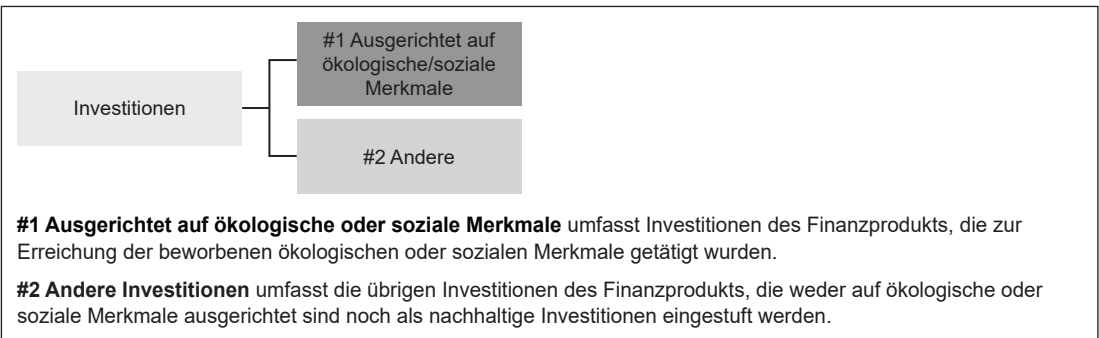 #1 Ausgerichtet auf
ökologische/soziale
Merkmale
Investitionen
#2 Andere
#1 Ausgerichtet auf ökologische oder soziale Merkmale umfasst Investitionen des Finanzprodukts, die zur
Erreichung der beworbenen ökologischen oder sozialen Merkmale getätigt wurden.
#2 Andere Investitionen umfasst die übrigen Investitionen des Finanzprodukts, die weder auf ökologische oder
soziale Merkmale ausgerichtet sind noch als nachhaltige Investitionen eingestuft werden.